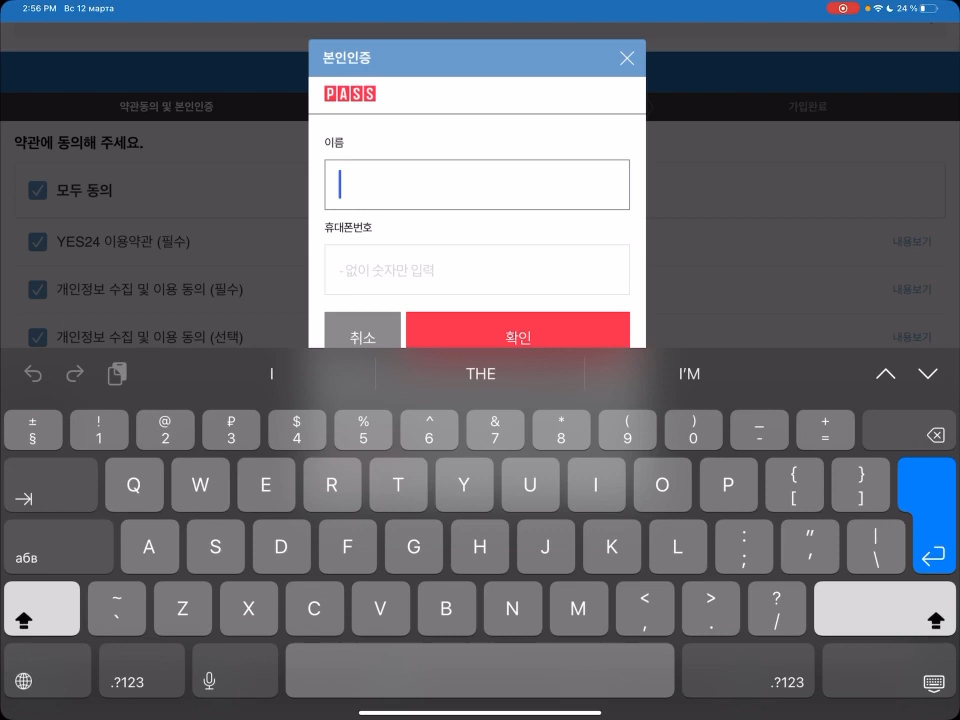 2:56 PM Вс 12 марта
24 %
본인인증
PASS
약관동의 및 본인인증
가입완료
약관에 동의해 주세요.
이름
모두 동의
휴대폰번호
YES24 이용약관 (필수)
내용보기
-없이 숫자만 입력
개인정보 수집 및 이용 동의 (필수)
내용보기
개인정보 수집 및 이용 동의 (선택)
내용보기
취소
확인
I THE I'M
± ! @ ₽ $ % ^ & * ( ) _ +
§ 1 2 3 4 5 6 7 8 9 0 - =
Q W E R T Y U I O P { [ } ]
абв A S D F G H J K L : ; " ' | \
~ ` Z X C V B N M < , > . ? /
.?123 .?123